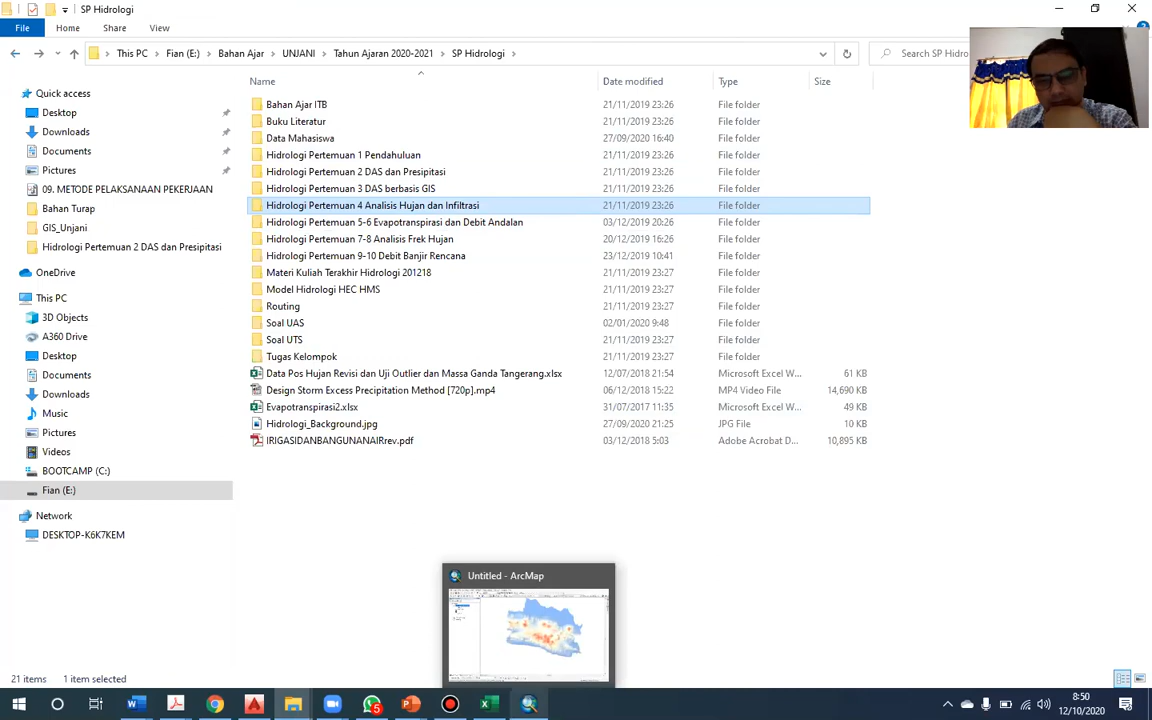 SP Hidrologi
File Home Share View
This PC Fian (E:) Bahan Ajar UNJANI Tahun Ajaran 2020-2021 SP Hidrologi Search SP Hidro
Name Date modified Type Size
Quick access
Desktop
Downloads
Documents
Pictures
09. METODE PELAKSANAAN PEKERJAAN
Bahan Turap
GIS_Unjani
Hidrologi Pertemuan 2 DAS dan Presipitasi
OneDrive
This PC
3D Objects
A360 Drive
Desktop
Documents
Downloads
Music
Pictures
Videos
BOOTCAMP (C:)
Fian (E:)
Network
DESKTOP-K6K7KEM
Bahan Ajar ITB 21/11/2019 23:26 File folder
Buku Literatur 21/11/2019 23:26 File folder
Data Mahasiswa 27/09/2020 16:40 File folder
Hidrologi Pertemuan 1 Pendahuluan 21/11/2019 23:26 File folder
Hidrologi Pertemuan 2 DAS dan Presipitasi 21/11/2019 23:26 File folder
Hidrologi Pertemuan 3 DAS berbasis GIS 21/11/2019 23:26 File folder
Hidrologi Pertemuan 4 Analisis Hujan dan Infiltrasi 21/11/2019 23:26 File folder
Hidrologi Pertemuan 5-6 Evapotranspirasi dan Debit Andalan 03/12/2019 20:26 File folder
Hidrologi Pertemuan 7-8 Analisis Frek Hujan 20/12/2019 16:26 File folder
Hidrologi Pertemuan 9-10 Debit Banjir Rencana 23/12/2019 10:41 File folder
Materi Kuliah Terakhir Hidrologi 201218 21/11/2019 23:27 File folder
Model Hidrologi HEC HMS 21/11/2019 23:27 File folder
Routing 21/11/2019 23:27 File folder
Soal UAS 02/01/2020 9:48 File folder
Soal UTS 21/11/2019 23:27 File folder
Tugas Kelompok 21/11/2019 23:27 File folder
Data Pos Hujan Revisi dan Uji Outlier dan Massa Ganda Tangerang.xlsx 12/07/2018 21:54 Microsoft Excel W... 61 KB
Design Storm Excess Precipitation Method [720p].mp4 06/12/2018 15:22 MP4 Video File 14,690 KB
Evapotranspirasi2.xlsx 31/07/2017 11:35 Microsoft Excel W... 49 KB
Hidrologi_Background.jpg 27/09/2020 21:25 JPG File 10 KB
IRIGASIDANBANGUNANAIRrev.pdf 03/12/2018 5:03 Adobe Acrobat D... 10,895 KB
Untitled - ArcMap
21 items 1 item selected
5
8:50
12/10/2020